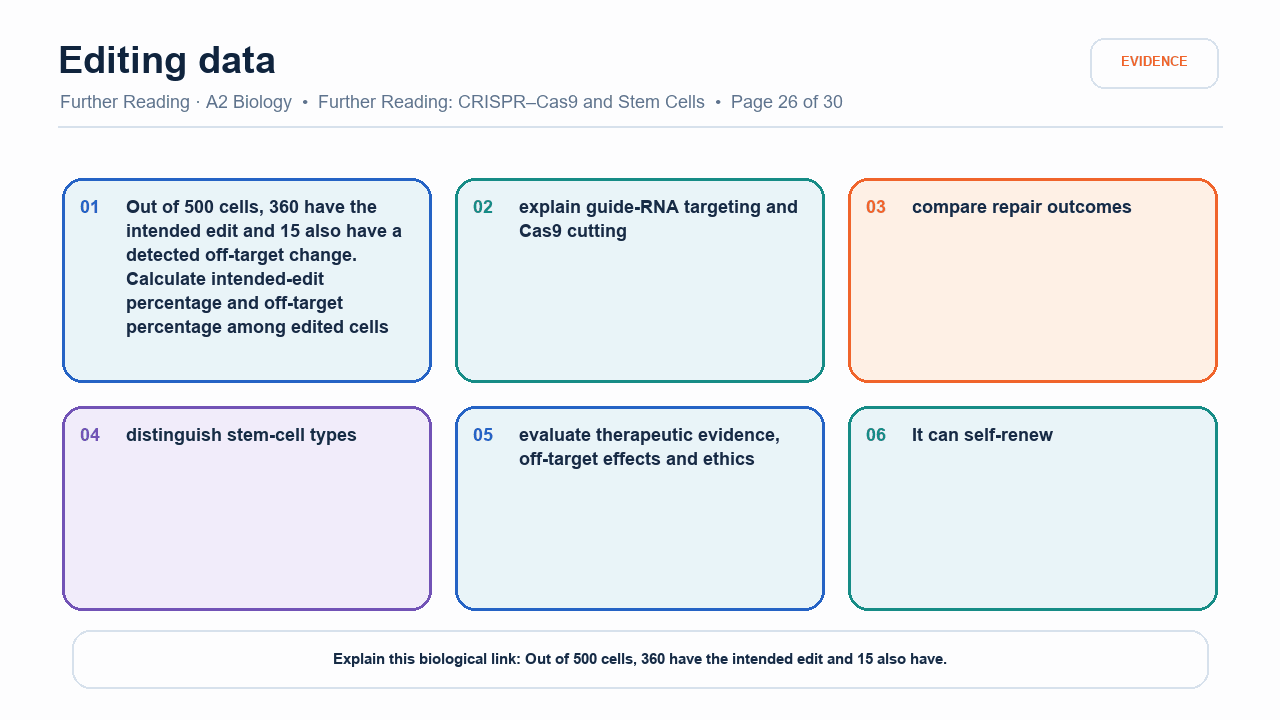 Editing data
EVIDENCE
Further Reading · A2 Biology • Further Reading: CRISPR–Cas9 and Stem Cells • Page 26 of 30
01
Out of 500 cells, 360 have the
intended edit and 15 also have a
detected off-target change.
Calculate intended-edit
percentage and off-target
percentage among edited cells
02
explain guide-RNA targeting and
Cas9 cutting
03
compare repair outcomes
04
distinguish stem-cell types
05
evaluate therapeutic evidence,
off-target effects and ethics
06
It can self-renew
Explain this biological link: Out of 500 cells, 360 have the intended edit and 15 also have.